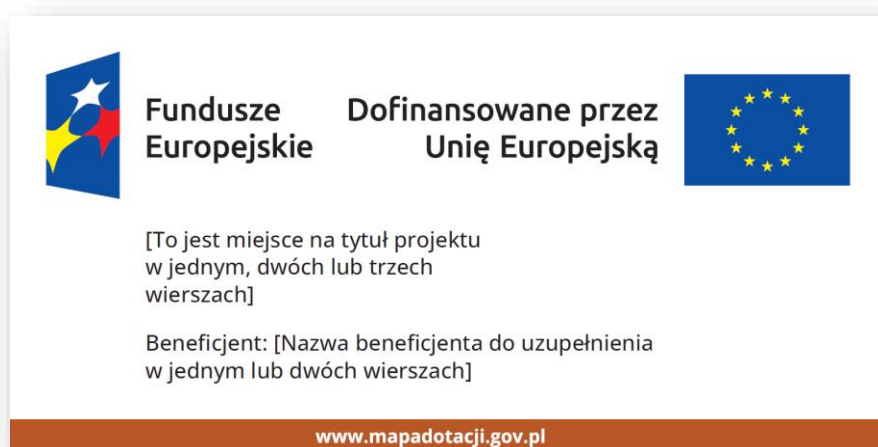 Fundusze
Europejskie
Dofinansowane przez
Unię Europejską
[To jest miejsce na tytuł projektu
w jednym, dwóch lub trzech
wierszach]
Beneficjent: [Nazwa beneficjenta do uzupełnienia
w jednym lub dwóch wierszach]
www.mapadotacji.gov.pl